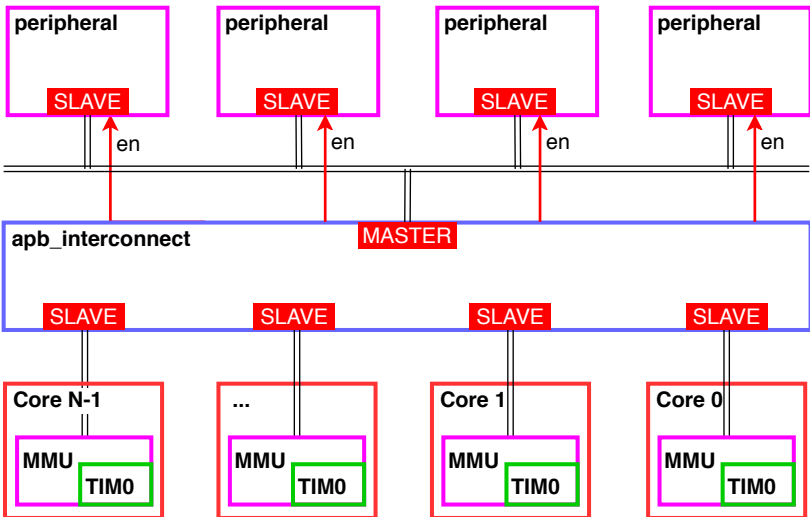 peripheral peripheral peripheral peripheral
SLAVE SLAVE SLAVE SLAVE
en en en en
apb_interconnect MASTER
SLAVE SLAVE SLAVE SLAVE
Core N-1 ... Core 1 Core 0
MMU MMU MMU MMU
TIM0 TIM0 TIM0 TIM0